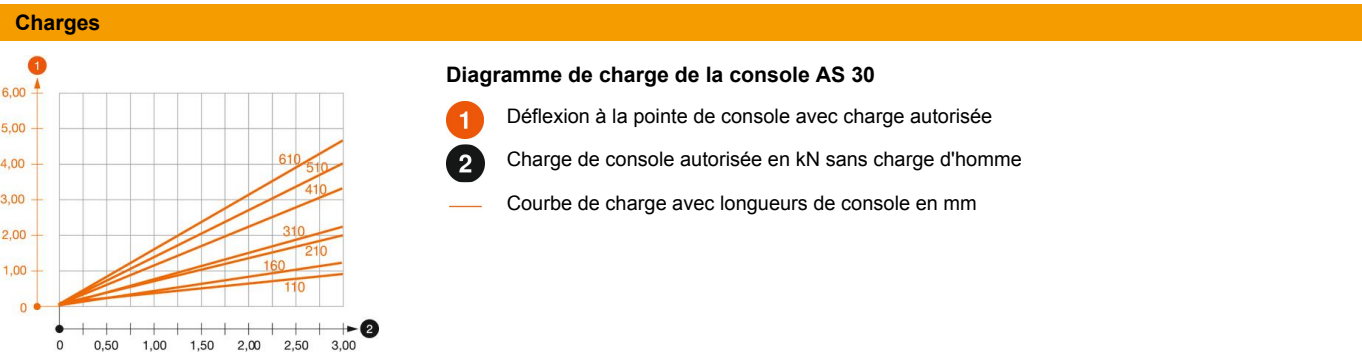 Charges
1
6,00
5,00
4,00
3,00
2,00
1,00
0
610
510
410
310
210
160
110
2
0 0,50 1,00 1,50 2,00 2,50 3,00
Diagramme de charge de la console AS 30
1 Déflexion à la pointe de console avec charge autorisée
2 Charge de console autorisée en kN sans charge d'homme
Courbe de charge avec longueurs de console en mm